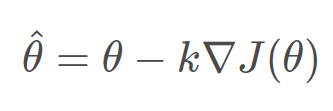 θ̂ = θ − k∇J(θ)